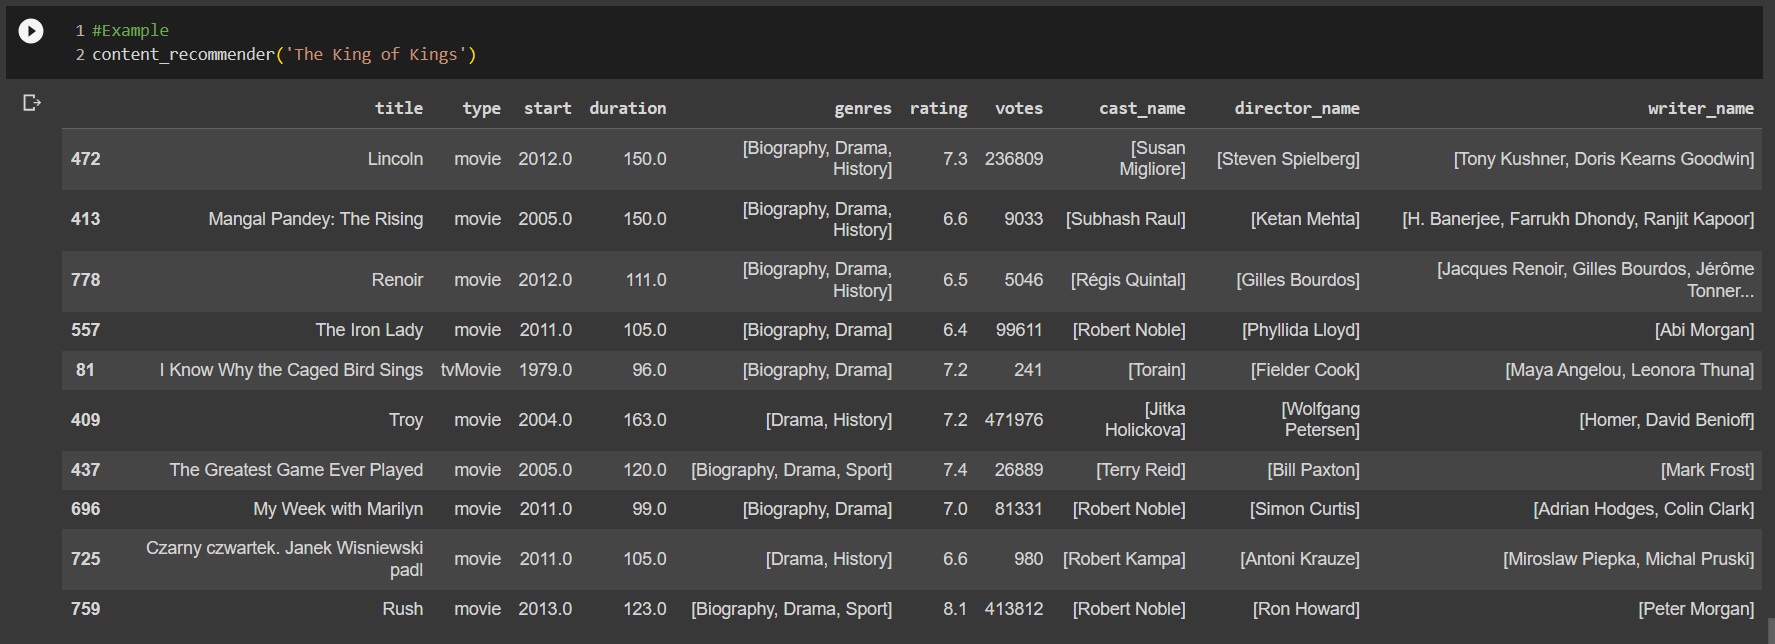 1 #Example
2 content_recommender('The King of Kings')
title type start duration genres rating votes cast_name director_name writer_name
472 Lincoln movie 2012.0 150.0 [Biography, Drama, History] 7.3 236809 [Susan Migliore] [Steven Spielberg] [Tony Kushner, Doris Kearns Goodwin]
413 Mangal Pandey: The Rising movie 2005.0 150.0 [Biography, Drama, History] 6.6 9033 [Subhash Raul] [Ketan Mehta] [H. Banerjee, Farrukh Dhondy, Ranjit Kapoor]
778 Renoir movie 2012.0 111.0 [Biography, Drama, History] 6.5 5046 [Régis Quintal] [Gilles Bourdos] [Jacques Renoir, Gilles Bourdos, Jérôme Tonner...
557 The Iron Lady movie 2011.0 105.0 [Biography, Drama] 6.4 99611 [Robert Noble] [Phyllida Lloyd] [Abi Morgan]
81 I Know Why the Caged Bird Sings tvMovie 1979.0 96.0 [Biography, Drama] 7.2 241 [Torain] [Fielder Cook] [Maya Angelou, Leonora Thuna]
409 Troy movie 2004.0 163.0 [Drama, History] 7.2 471976 [Jitka Holickova] [Wolfgang Petersen] [Homer, David Benioff]
437 The Greatest Game Ever Played movie 2005.0 120.0 [Biography, Drama, Sport] 7.4 26889 [Terry Reid] [Bill Paxton] [Mark Frost]
696 My Week with Marilyn movie 2011.0 99.0 [Biography, Drama] 7.0 81331 [Robert Noble] [Simon Curtis] [Adrian Hodges, Colin Clark]
725 Czarny czwartek. Janek Wisniewski padl movie 2011.0 105.0 [Drama, History] 6.6 980 [Robert Kampa] [Antoni Krauze] [Miroslaw Piepka, Michal Pruski]
759 Rush movie 2013.0 123.0 [Biography, Drama, Sport] 8.1 413812 [Robert Noble] [Ron Howard] [Peter Morgan]